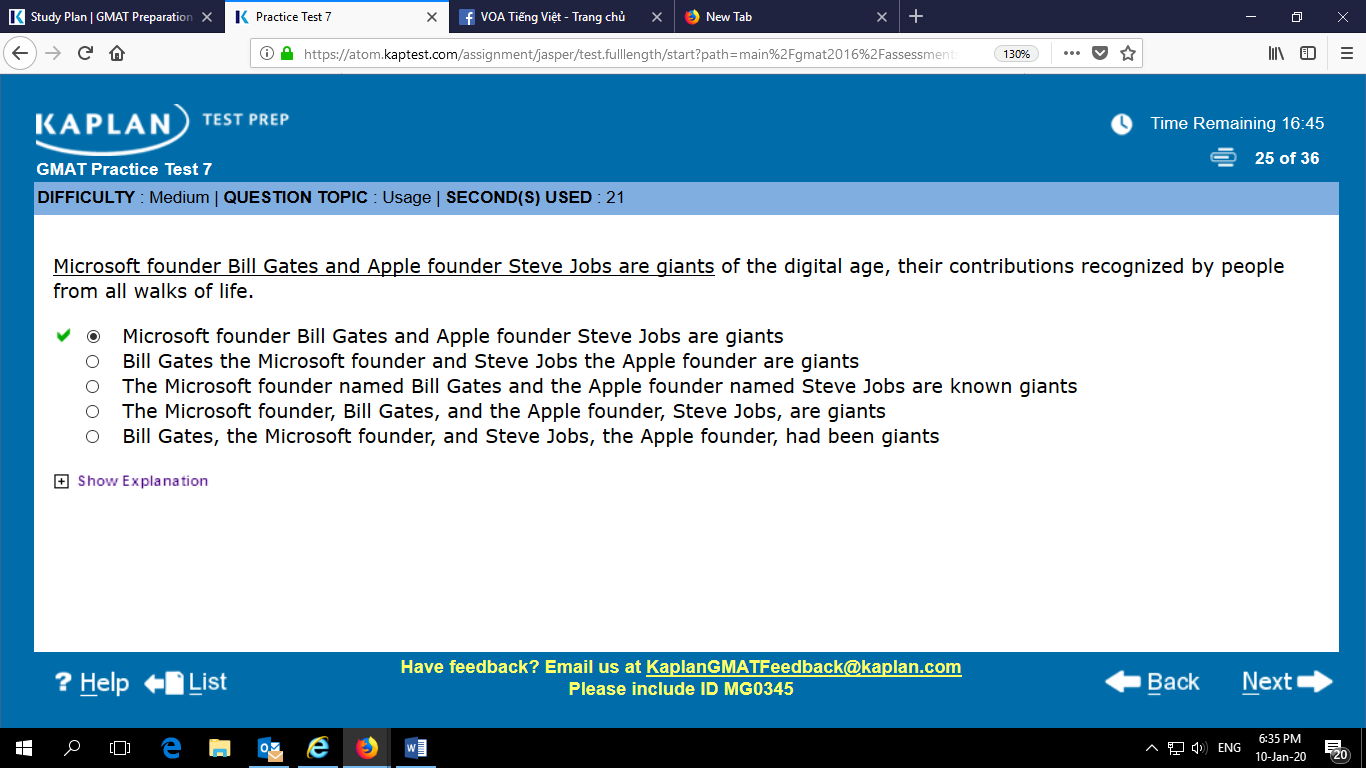 Study Plan | GMAT Preparation
Practice Test 7
VOA Tiếng Việt - Trang chủ
New Tab
https://atom.kaptest.com/assignment/jasper/test.fulllength/start?path=main%2Fgmat2016%2Fassessment
130%
KAPLAN TEST PREP
Time Remaining 16:45
GMAT Practice Test 7
25 of 36
DIFFICULTY : Medium | QUESTION TOPIC : Usage | SECOND(S) USED : 21
Microsoft founder Bill Gates and Apple founder Steve Jobs are giants of the digital age, their contributions recognized by people
from all walks of life.
Microsoft founder Bill Gates and Apple founder Steve Jobs are giants
Bill Gates the Microsoft founder and Steve Jobs the Apple founder are giants
The Microsoft founder named Bill Gates and the Apple founder named Steve Jobs are known giants
The Microsoft founder, Bill Gates, and the Apple founder, Steve Jobs, are giants
Bill Gates, the Microsoft founder, and Steve Jobs, the Apple founder, had been giants
Show Explanation
Have feedback? Email us at KaplanGMATFeedback@kaplan.com
Please include ID MG0345
? Help List
Back Next
ENG
6:35 PM
10-Jan-20
20